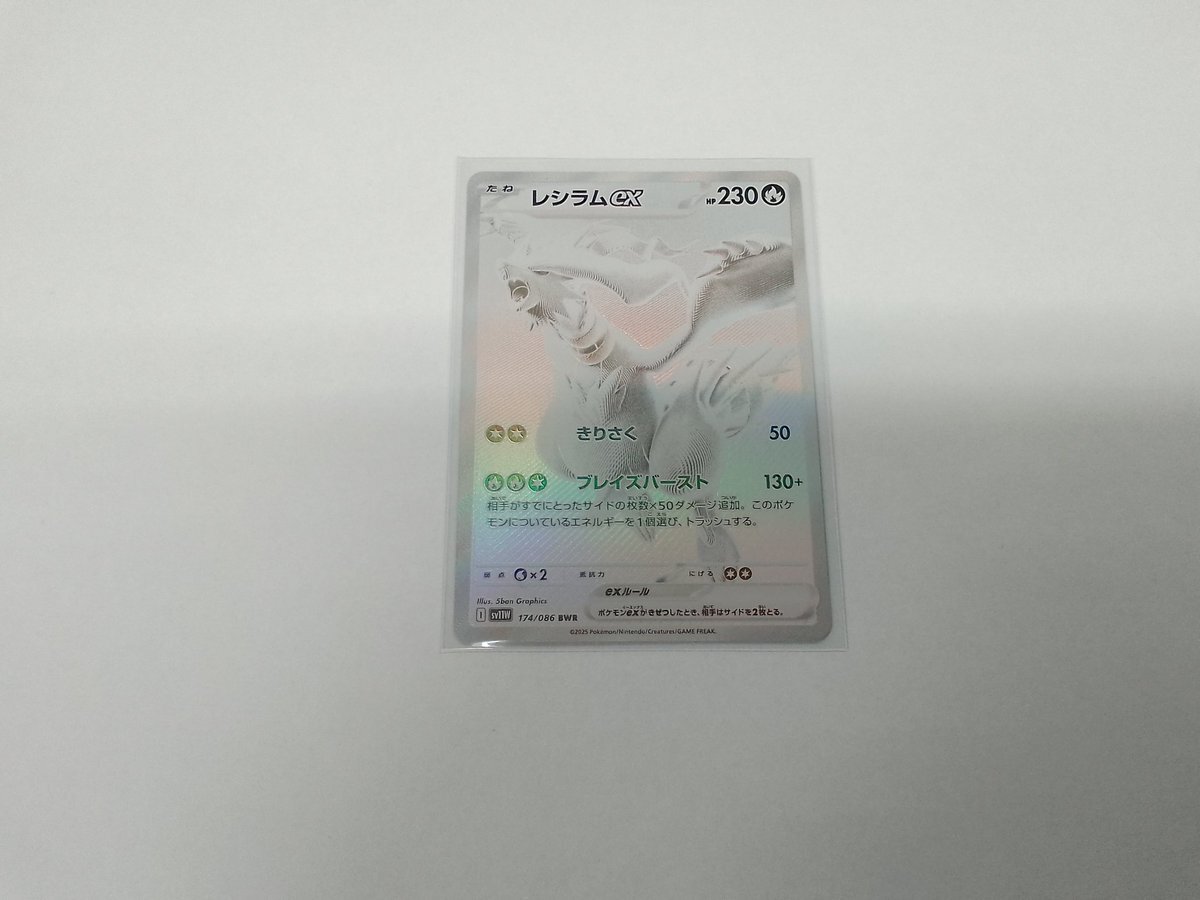 たね レシラムex HP230
きりさく 50
ブレイズバースト 130+
相手がすでにとったサイドの枚数×50ダメージ追加。このポケ
モンについているエネルギーを1個選び、トラッシュする。
弱点 ×2 抵抗力 にげる
exルール
ポケモンexがきぜつしたとき、相手はサイドを2枚とる。
Illus. 5ban Graphics
I sv11W 174/086 BWR
©2025 Pokémon/Nintendo/Creatures/GAME FREAK.